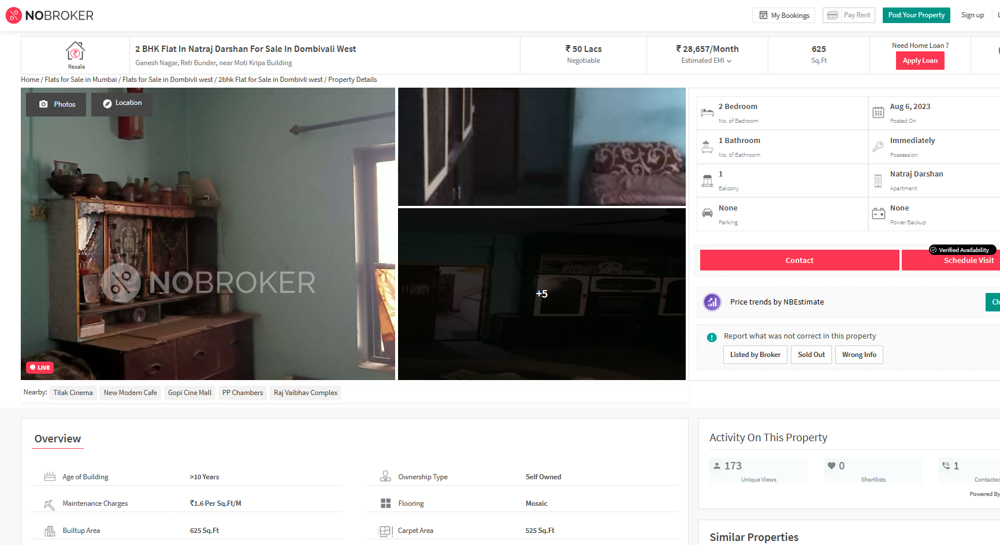 NOBROKER
My Bookings
Pay Rent
Post Your Property
Sign up
Resale
2 BHK Flat In Natraj Darshan For Sale In Dombivali West
Ganesh Nagar, Reti Bunder, near Moti Kripa Building
₹ 50 Lacs
Negotiable
₹ 28,657/Month
Estimated EMI
625
Sq.Ft
Need Home Loan ?
Apply Loan
Home / Flats for Sale in Mumbai / Flats for Sale in Dombivli west / 2bhk Flat for Sale in Dombivli west / Property Details
Photos
Location
NOBROKER
LIVE
+5
2 Bedroom
No. of Bedroom
Aug 6, 2023
Posted On
1 Bathroom
No. of Bathroom
Immediately
Possession
1
Balcony
Natraj Darshan
Apartment
None
Parking
None
Power Backup
Verified Availability
Contact
Schedule Visit
Price trends by NBEstimate
Ch
Report what was not correct in this property
Listed by Broker
Sold Out
Wrong Info
Nearby:
Tilak Cinema
New Modern Cafe
Gopi Cine Mall
PP Chambers
Raj Vaibhav Complex
Overview
Age of Building
>10 Years
Ownership Type
Self Owned
Maintenance Charges
₹1.6 Per Sq.Ft/M
Flooring
Mosaic
Builtup Area
625 Sq.Ft
Carpet Area
525 Sq.Ft
Activity On This Property
173
Unique Views
0
Shortlists
1
Contacted
Powered By
Similar Properties